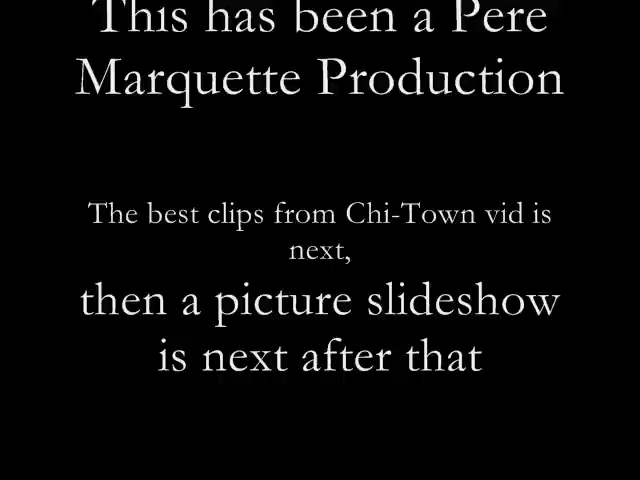 This has been a Pere
Marquette Production
The best clips from Chi-Town vid is
next,
then a picture slideshow
is next after that